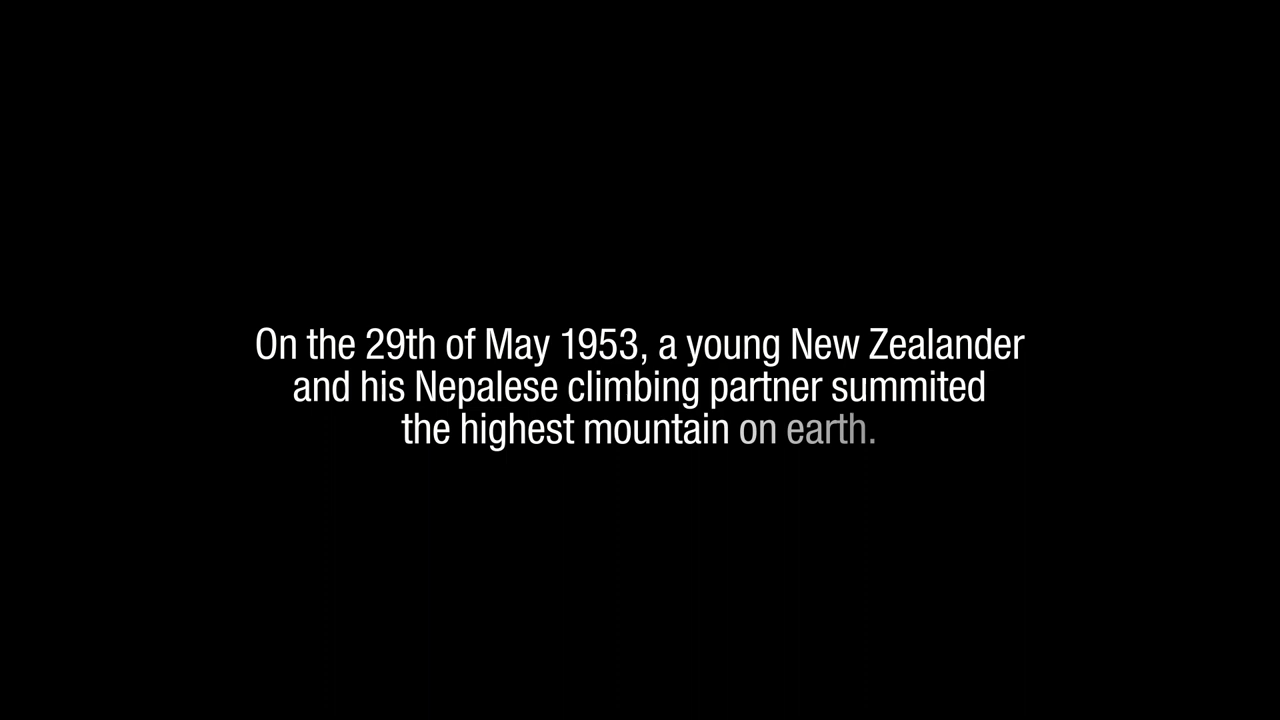 On the 29th of May 1953, a young New Zealander
and his Nepalese climbing partner summited
the highest mountain on earth.